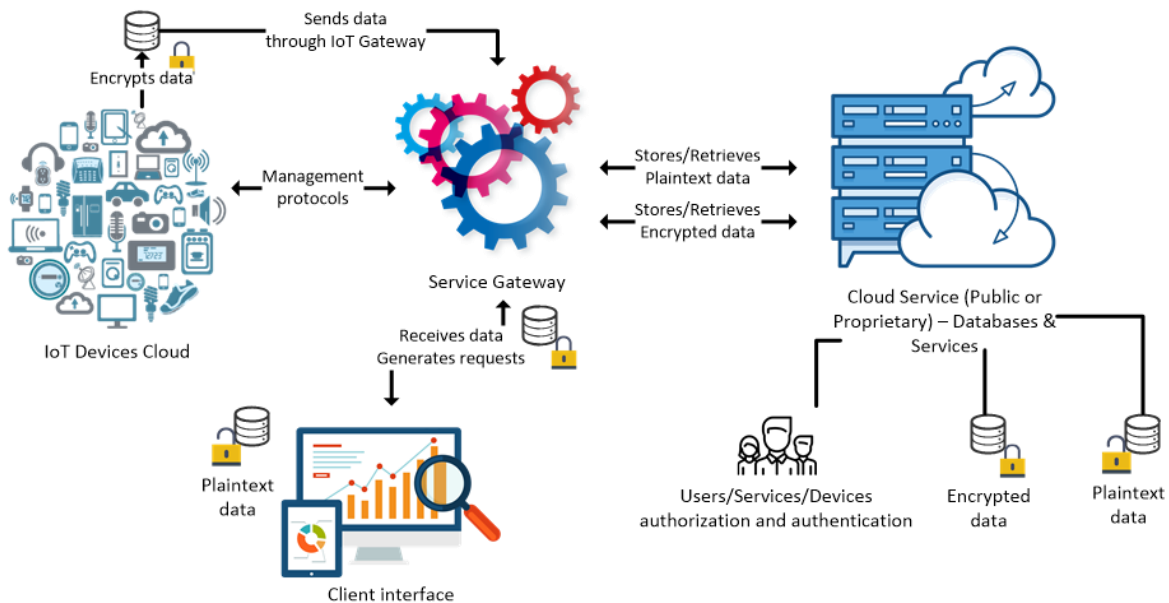 Sends data
through IoT Gateway
Encrypts data
Management
protocols
Stores/Retrieves
Plaintext data
Stores/Retrieves
Encrypted data
Service Gateway
IoT Devices Cloud
Receives data
Generates requests
Cloud Service (Public or
Proprietary) – Databases &
Services
Plaintext
data
Client interface
Users/Services/Devices
authorization and authentication
Encrypted
data
Plaintext
data